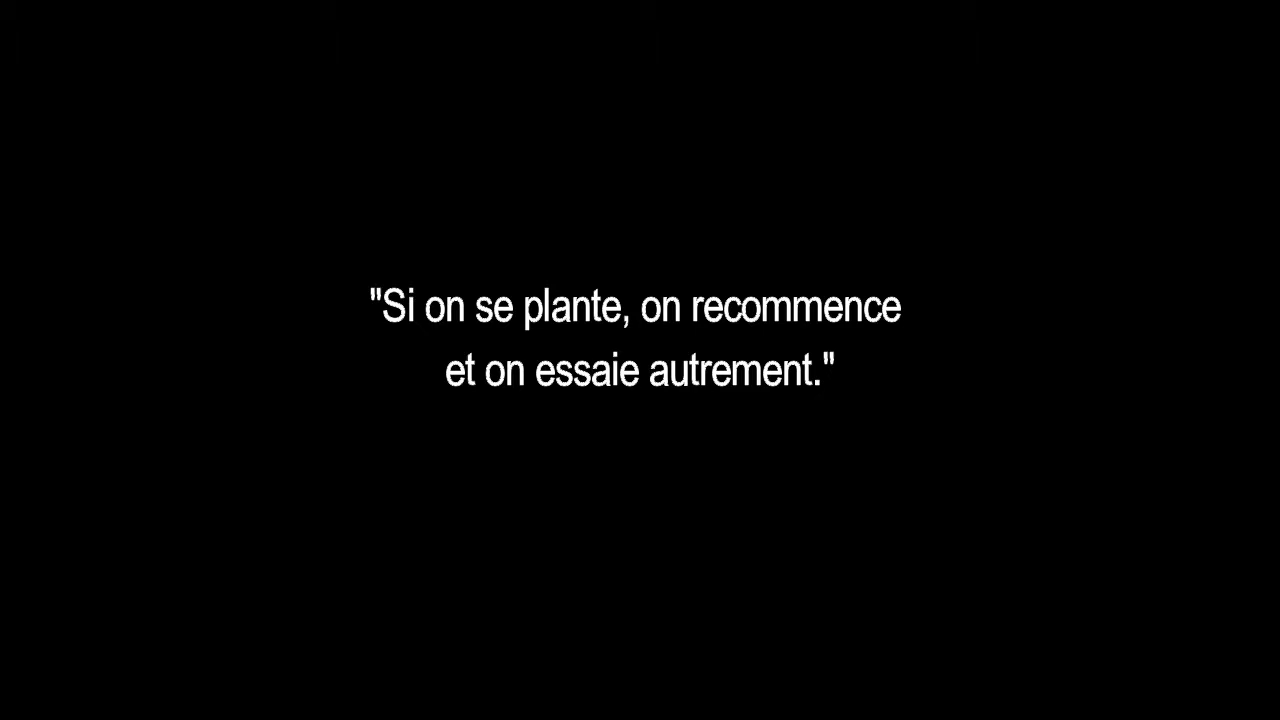 "Si on se plante, on recommence
et on essaie autrement."